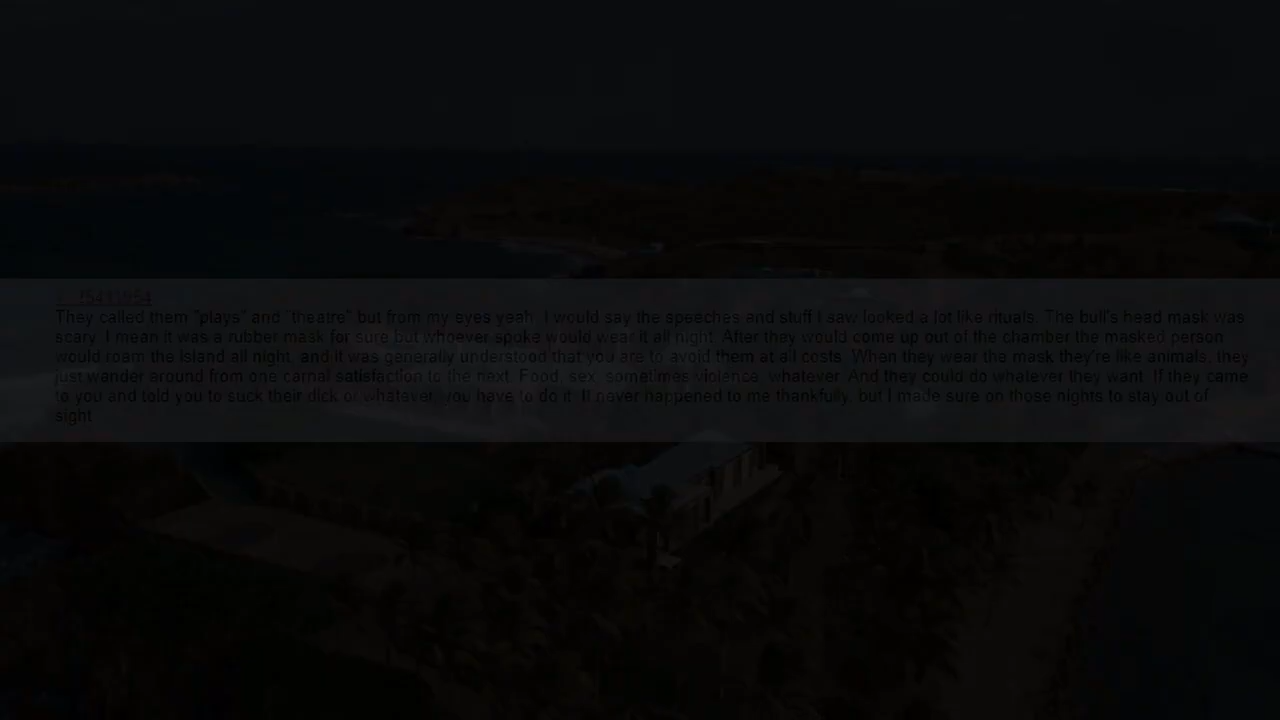 They called them "plays" and "theatre" but from my eyes yeah, I would say the speeches and stuff I saw looked a lot like rituals. The bull's head mask was
scary. I mean it was a rubber mask for sure but whoever spoke would wear it all night. After they would come up out of the chamber the masked person
would roam the island all night, and it was generally understood that you are to avoid them at all costs. When they wear the mask they're like animals, they
just wander around from one carnal satisfaction to the next. Food, sex, sometimes violence, whatever. And they could do whatever they want. If they came
to you and told you to suck their dick or whatever, you have to do it. It never happened to me thankfully, but I made sure on those nights to stay out of
sight.